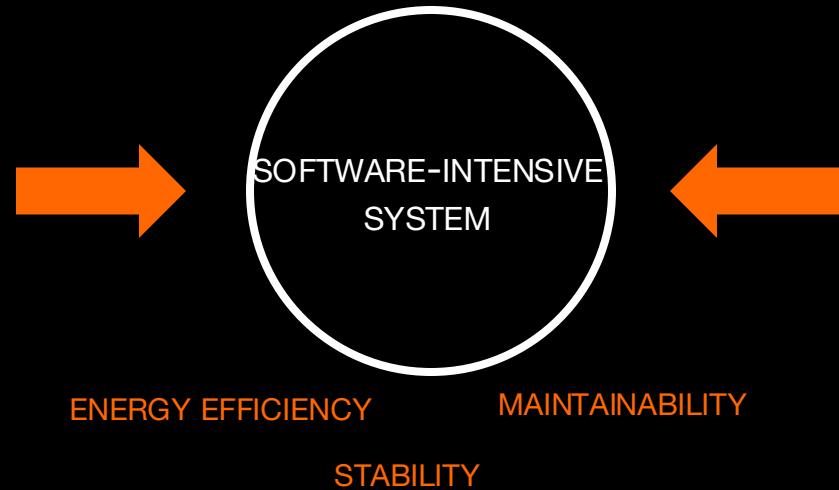 SOFTWARE-INTENSIVE
SYSTEM
ENERGY EFFICIENCY
MAINTAINABILITY
STABILITY